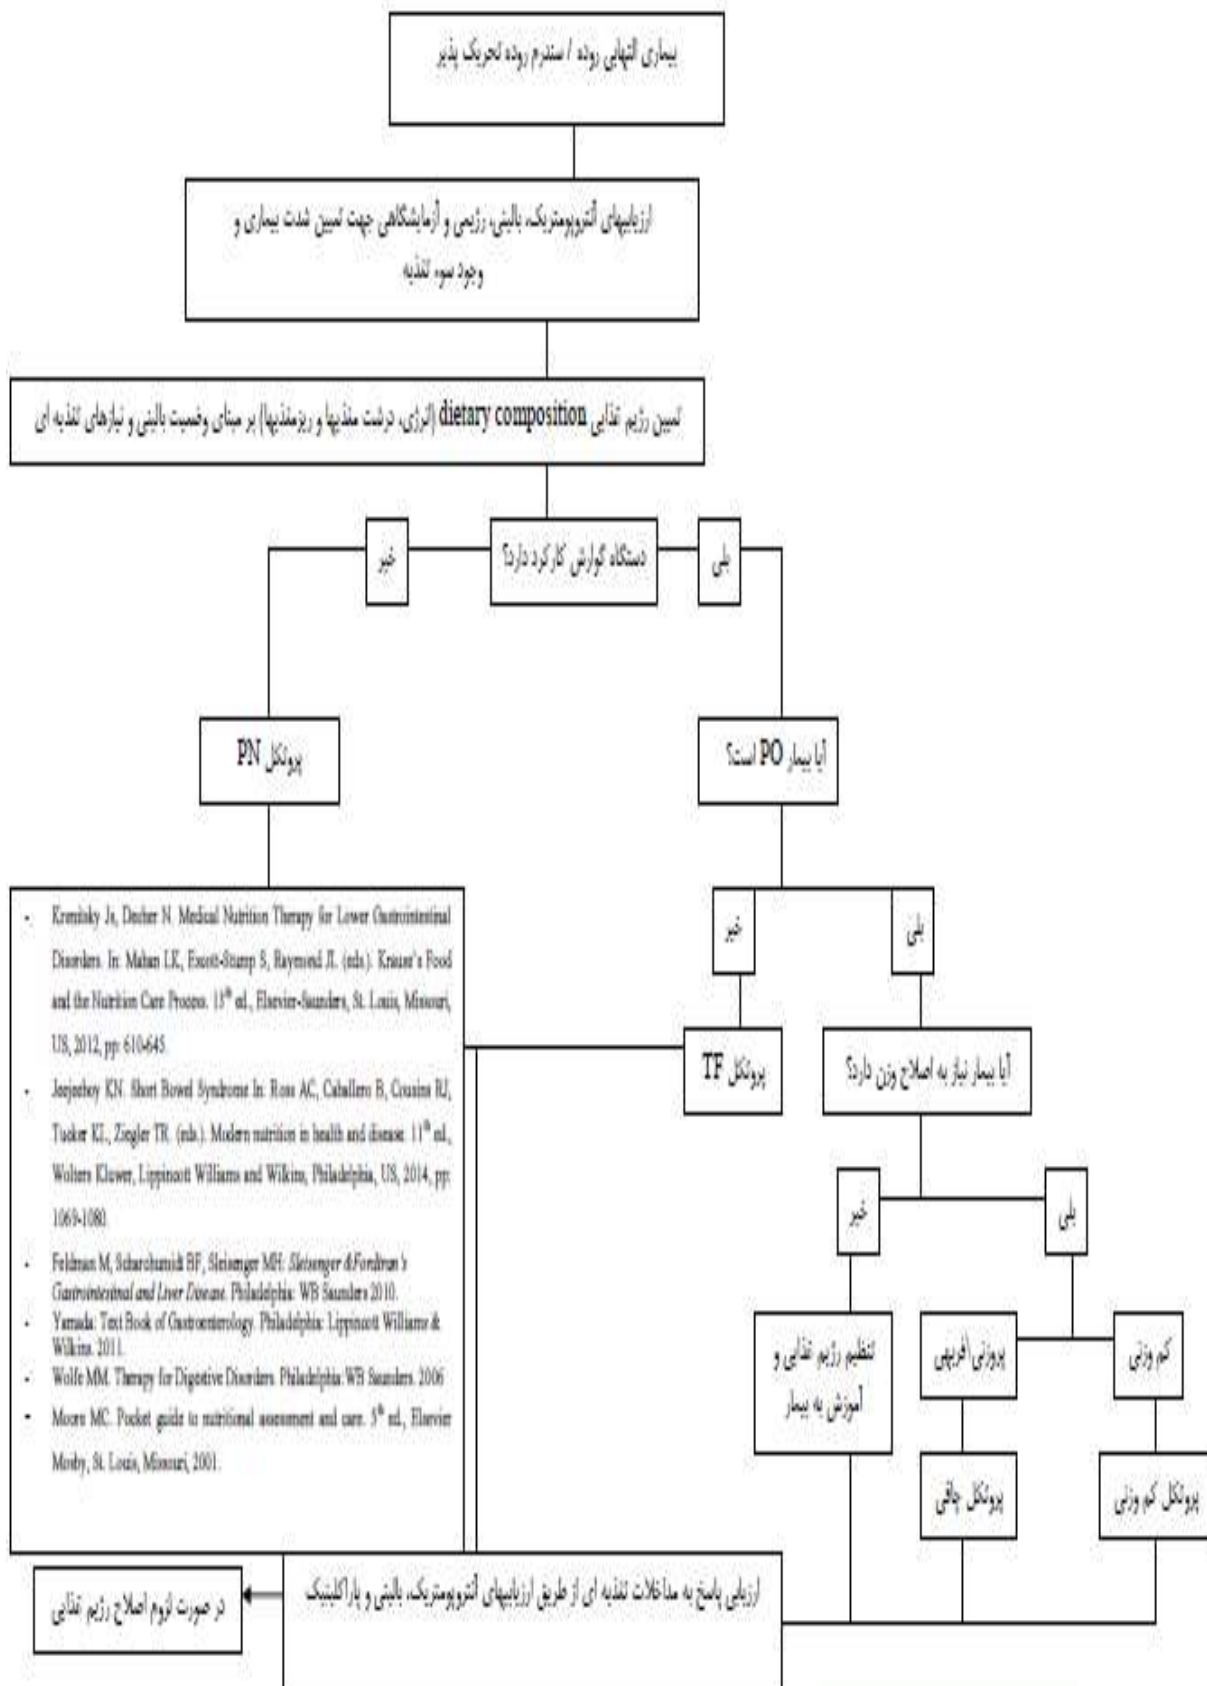 بیماری التهابی روده / سندرم روده تحریک پذیر
ارزیابیهای آنتروپومتریک، بالینی، رژیمی و آزمایشگاهی جهت تعیین شدت بیماری و
وجود سوء تغذیه
تعیین رژیم غذایی dietary composition (انرژی، درشت مغذیها و ریزمغذیها) بر مبنای وضعیت بالینی و نیازهای تغذیه ای
دستگاه گوارش کارکرد دارد؟
بلی
خیر
آیا بیمار PO است؟
پروتکل PN
بلی
خیر
آیا بیمار نیاز به اصلاح وزن دارد؟
پروتکل TF
بلی
خیر
کم وزنی
پروزنی\فربهی
تنظیم رژیم غذایی و
آموزش به بیمار
پروتکل کم وزنی
پروتکل چاقی
- Krenitsky Js, Decher N. Medical Nutrition Therapy for Lower Gastrointestinal
Disorders. In: Mahan LK, Escott-Stump S, Raymond JL. (eds.). Krause's Food
and the Nutrition Care Process. 13th ed., Elsevier-Saunders, St. Louis, Missouri,
US, 2012, pp: 610-645.
- Jeejeeboy KN. Short Bowel Syndrome In: Ross AC, Caballero B, Cousins RJ,
Tucker KL., Ziegler TR. (eds.). Modern nutrition in health and disease. 11th ed.,
Wolters Kluwer, Lippincott Williams and Wilkins, Philadelphia, US, 2014, pp:
1069-1080.
- Feldman M, Scharchumidt BF, Sleisenger MH: Sleisenger &Fordtran's
Gastrointestinal and Liver Disease. Philadelphia: WB Saunders 2010.
- Yamada: Text Book of Gastroenterology. Philadelphia: Lippincott Williams &
Wilkins. 2011.
- Wolfe MM. Therapy for Digestive Disorders. Philadelphia: WB Saunders. 2006
- Moore MC. Pocket guide to nutritional assessment and care. 5th ed., Elsevier
Mosby, St. Louis, Missouri, 2001.
ارزیابی پاسخ به مداخلات تغذیه ای از طریق ارزیابیهای آنتروپومتریک، بالینی و پاراکلینیک
در صورت لزوم اصلاح رژیم غذایی